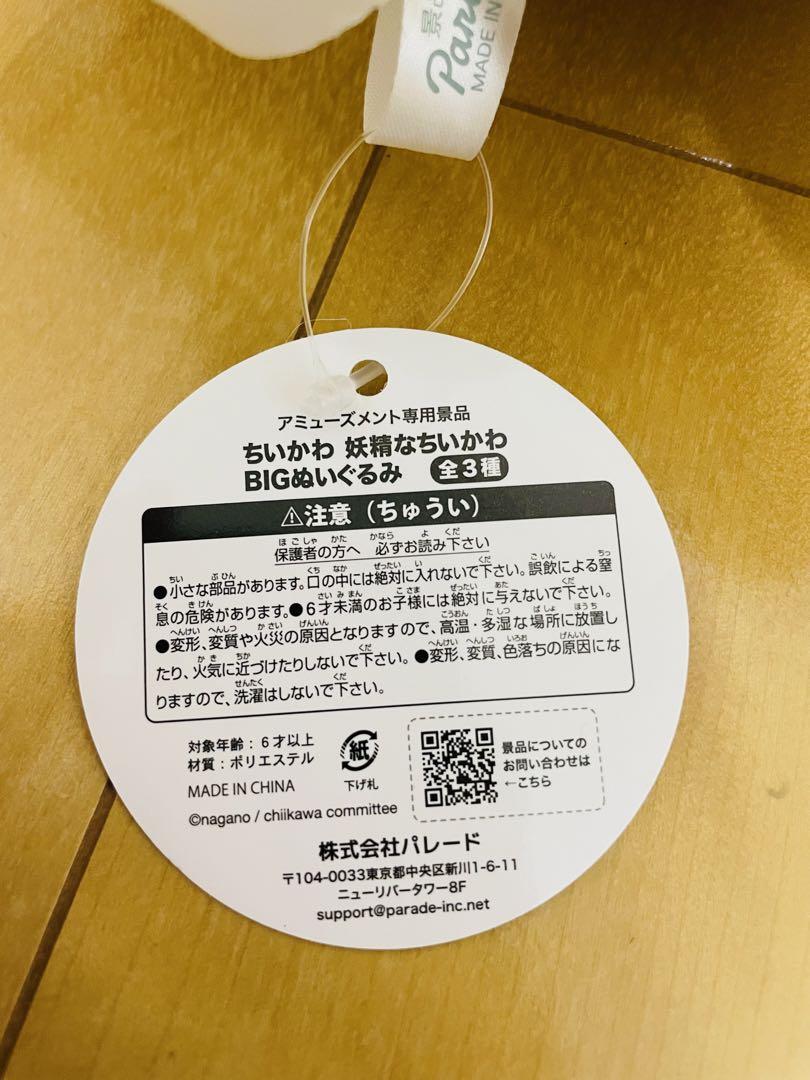 景
Par
MADE IN
アミューズメント専用景品
ちいかわ 妖精なちいかわ
BIGぬいぐるみ 全3種
⚠注意（ちゅうい）
保護者の方へ 必ずお読み下さい
●小さな部品があります。口の中には絶対に入れないで下さい。誤飲による窒
息の危険があります。●6才未満のお子様には絶対に与えないで下さい。
●変形、変質や火災の原因となりますので、高温・多湿な場所に放置し
たり、火気に近づけたりしないで下さい。●変形、変質、色落ちの原因にな
りますので、洗濯はしないで下さい。
対象年齢：6才以上
材質：ポリエステル
MADE IN CHINA
©nagano / chiikawa committee
紙
下げ札
景品についての
お問い合わせは
←こちら
株式会社パレード
〒104-0033東京都中央区新川1-6-11
ニューリバータワー8F
support@parade-inc.net